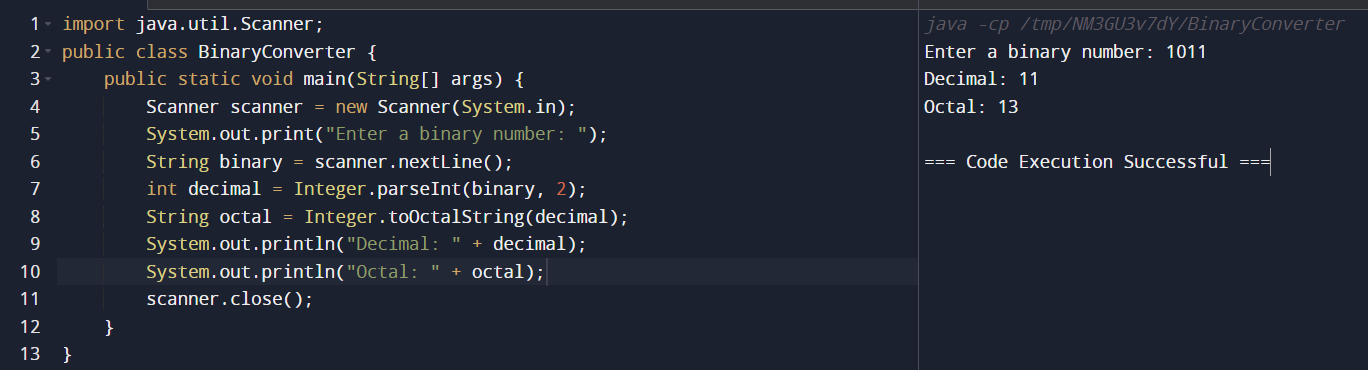 1 import java.util.Scanner;
2 public class BinaryConverter {
3     public static void main(String[] args) {
4         Scanner scanner = new Scanner(System.in);
5         System.out.print("Enter a binary number: ");
6         String binary = scanner.nextLine();
7         int decimal = Integer.parseInt(binary, 2);
8         String octal = Integer.toOctalString(decimal);
9         System.out.println("Decimal: " + decimal);
10         System.out.println("Octal: " + octal);
11         scanner.close();
12     }
13 }
java -cp /tmp/NM3GU3v7dY/BinaryConverter
Enter a binary number: 1011
Decimal: 11
Octal: 13
=== Code Execution Successful ===